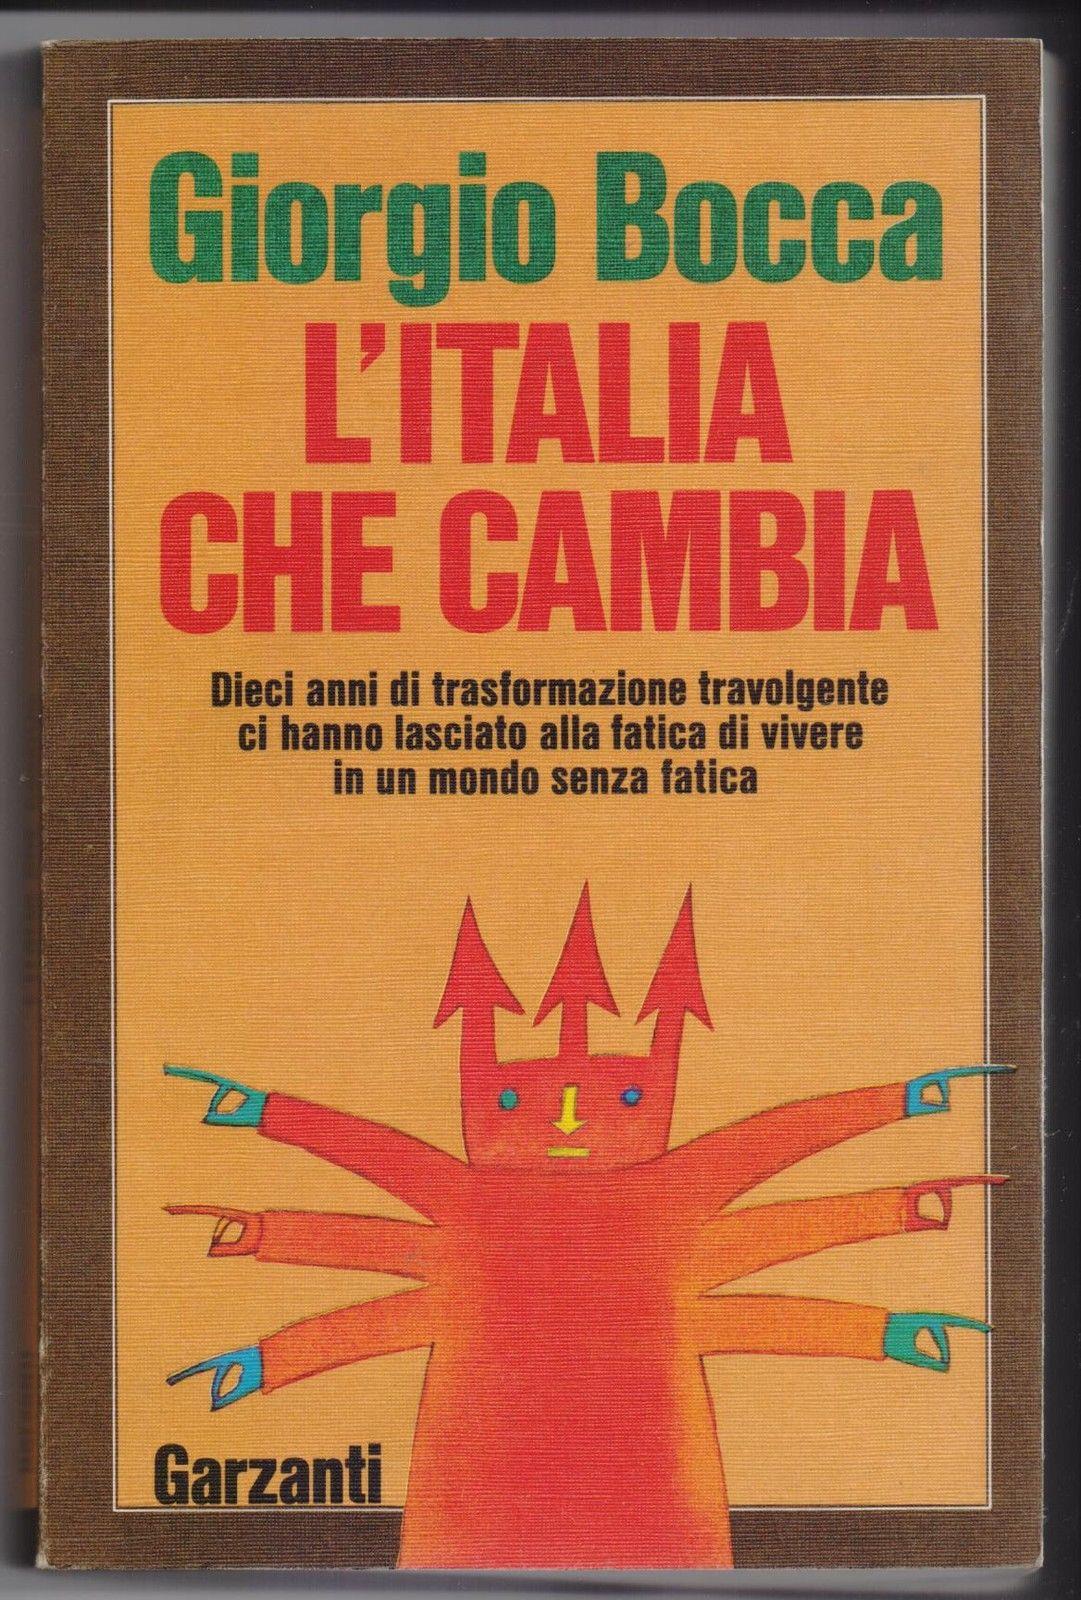 Giorgio Bocca
L'ITALIA
CHE CAMBIA
Dieci anni di trasformazione travolgente
ci hanno lasciato alla fatica di vivere
in un mondo senza fatica
Garzanti